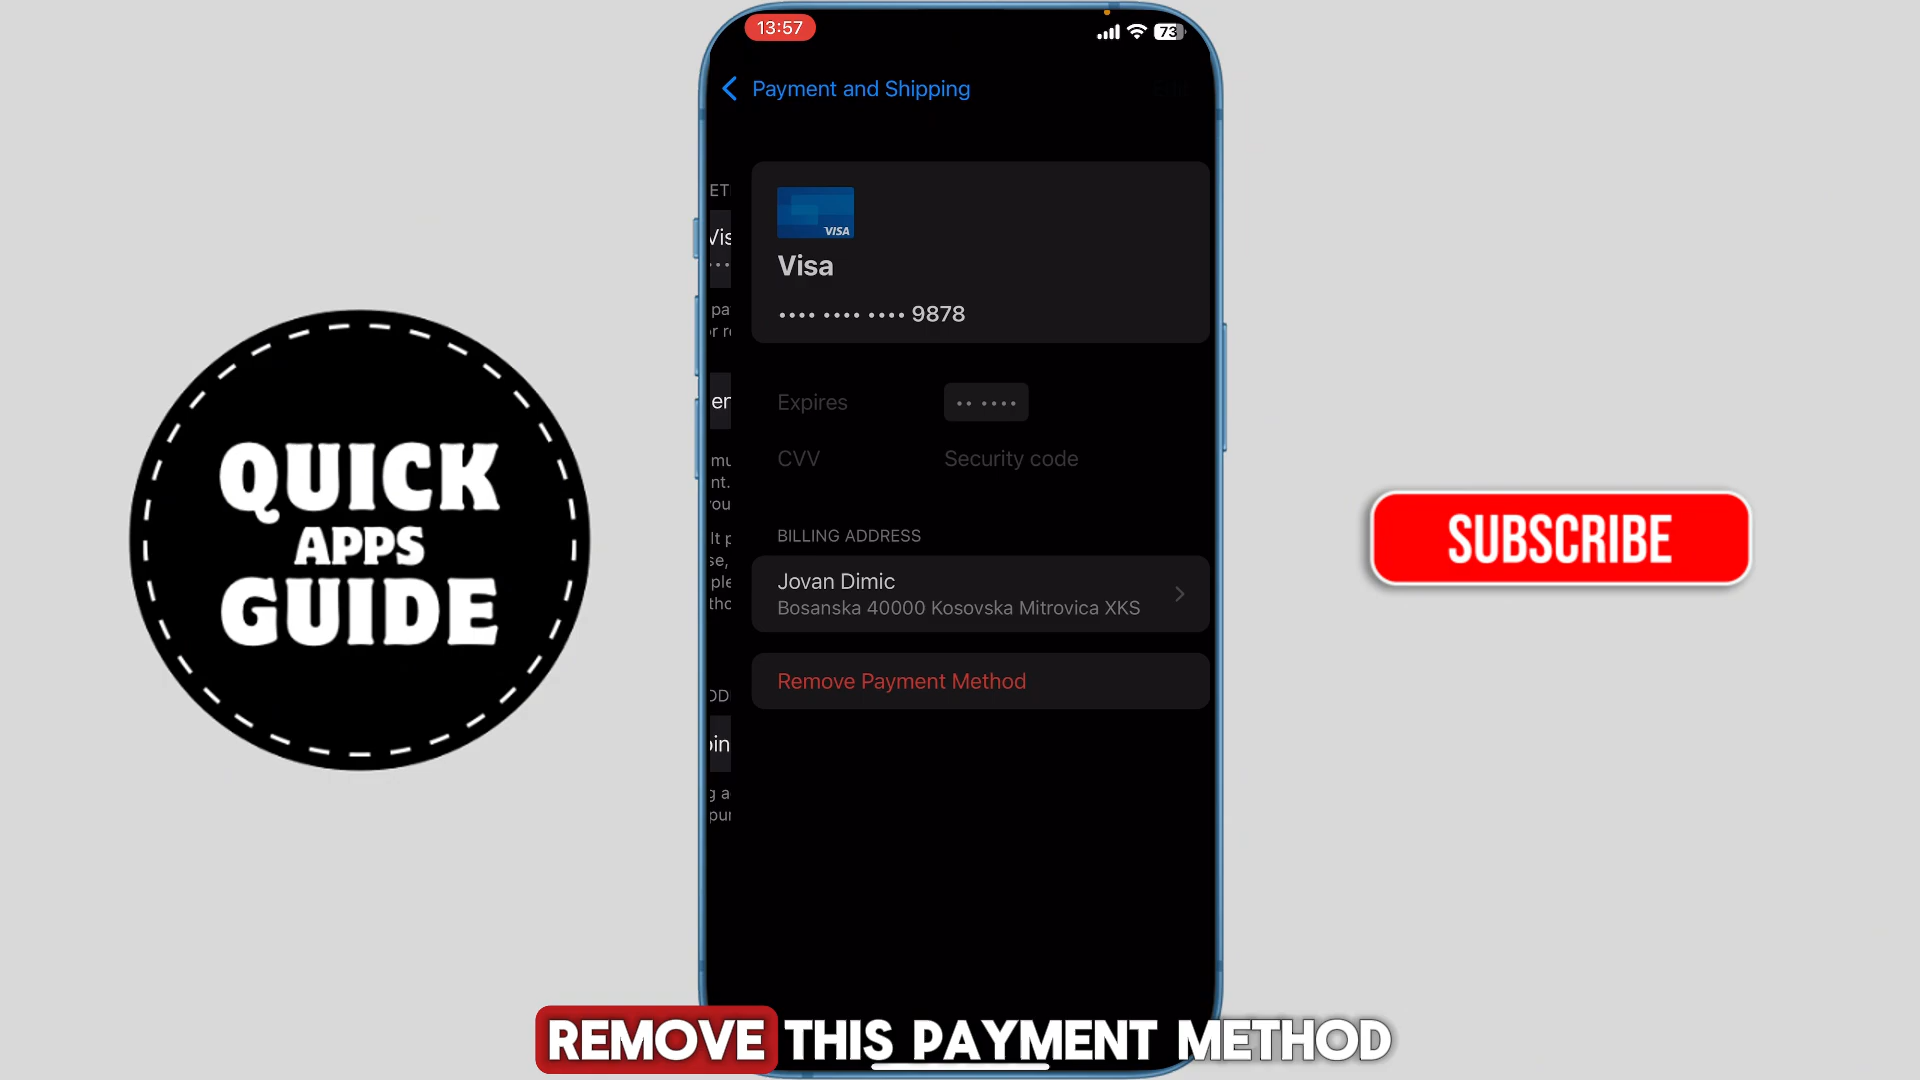 13:57
73
Payment and Shipping
Edit
VISA
Visa
•••• •••• •••• 9878
Expires
•• ••••
CVV
Security code
BILLING ADDRESS
Jovan Dimic
Bosanska 40000 Kosovska Mitrovica XKS
Remove Payment Method
QUICK
APPS
GUIDE
SUBSCRIBE
REMOVE THIS PAYMENT METHOD